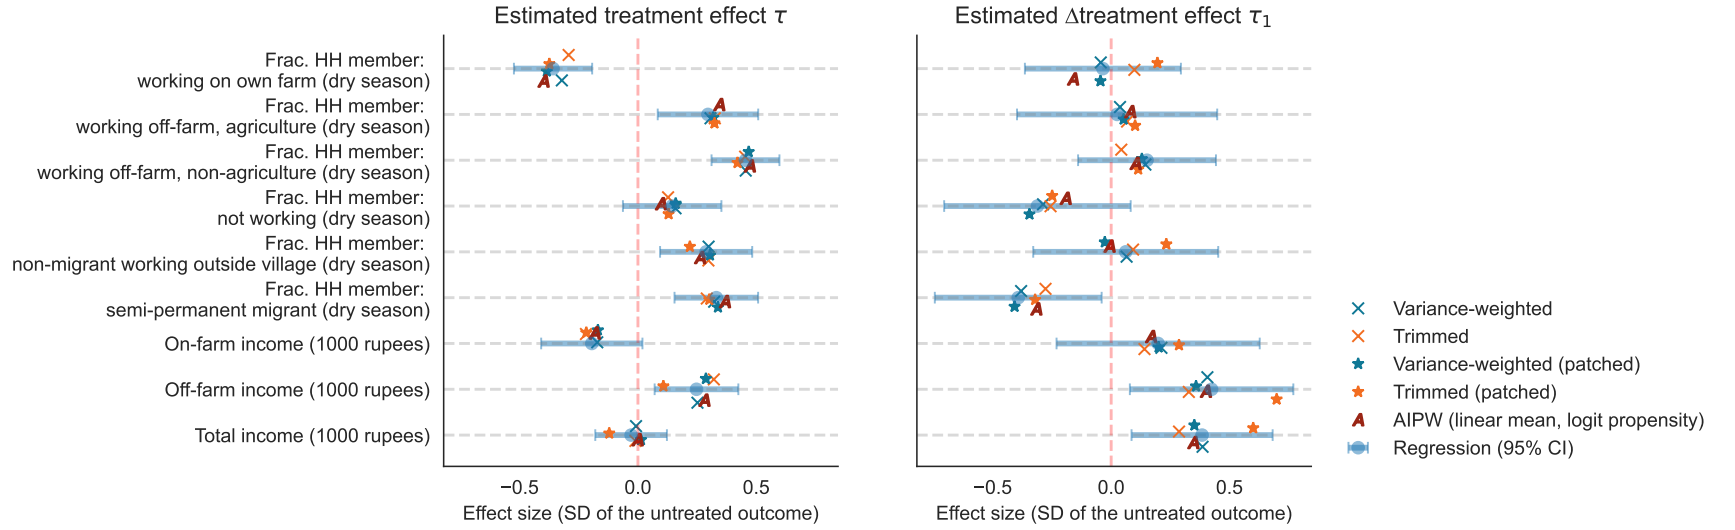 Estimated treatment effect τ
Estimated Δtreatment effect τ₁
Frac. HH member:
working on own farm (dry season)
Frac. HH member:
working off-farm, agriculture (dry season)
Frac. HH member:
working off-farm, non-agriculture (dry season)
Frac. HH member:
not working (dry season)
Frac. HH member:
non-migrant working outside village (dry season)
Frac. HH member:
semi-permanent migrant (dry season)
On-farm income (1000 rupees)
Off-farm income (1000 rupees)
Total income (1000 rupees)
−0.5 0.0 0.5
Effect size (SD of the untreated outcome)
−0.5 0.0 0.5
Effect size (SD of the untreated outcome)
Variance-weighted
Trimmed
Variance-weighted (patched)
Trimmed (patched)
AIPW (linear mean, logit propensity)
Regression (95% CI)